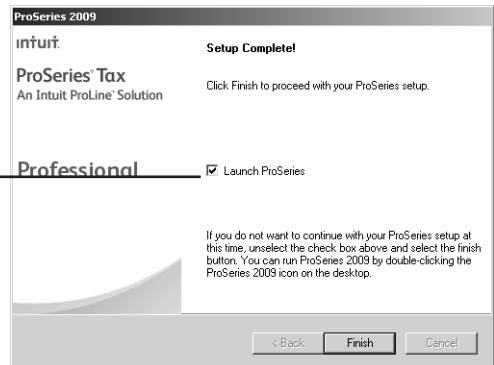 ProSeries 2009
intuit.
ProSeries® Tax
An Intuit ProLine® Solution
Professional
Setup Complete!
Click Finish to proceed with your ProSeries setup.
Launch ProSeries
If you do not want to continue with your ProSeries setup at
this time, unselect the check box above and select the finish
button. You can run ProSeries 2009 by double-clicking the
ProSeries 2009 icon on the desktop.
< Back
Finish
Cancel